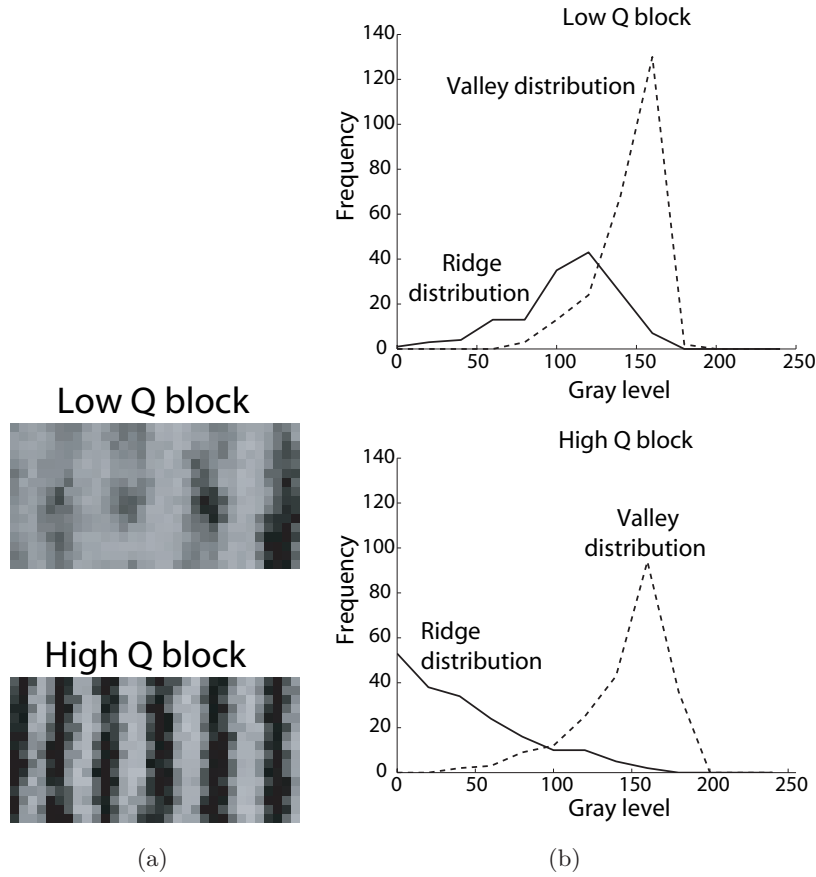 Low Q block
High Q block
(a)
Low Q block
140
120
100
80
60
40
20
0
Frequency
Valley distribution
Ridge
distribution
0
50
100
150
200
250
Gray level
High Q block
140
120
100
80
60
40
20
0
Frequency
Valley
distribution
Ridge
distribution
0
50
100
150
200
250
Gray level
(b)